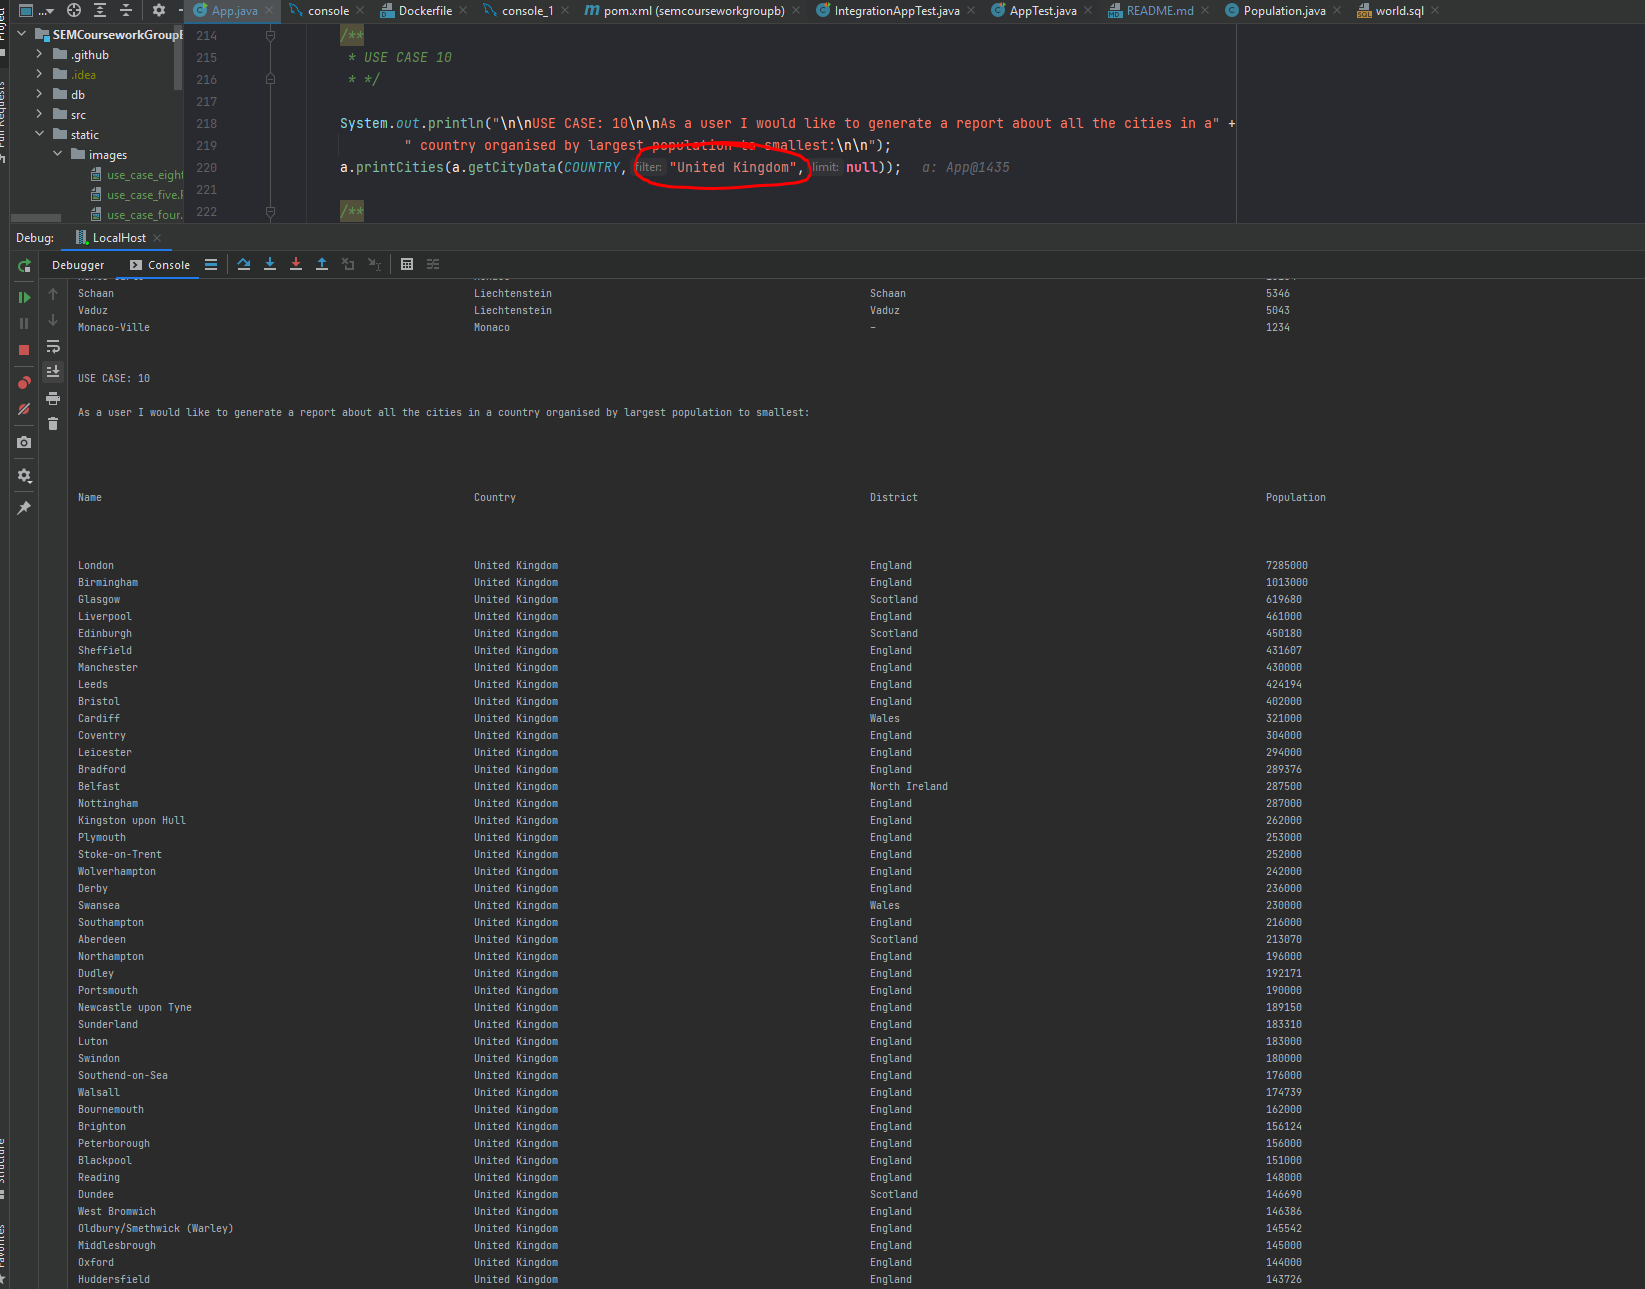 ...
App.java
console
Dockerfile
console_1
pom.xml (semcourseworkgroupb)
IntegrationAppTest.java
AppTest.java
README.md
Population.java
world.sql
SEMCourseworkGroupB
.github
.idea
db
src
static
images
use_case_eigh
use_case_five.
use_case_four.
214 /**
215 * USE CASE 10
216 * */
217
218 System.out.println("\n\nUSE CASE: 10\n\nAs a user I would like to generate a report about all the cities in a" +
219 " country organised by largest population to smallest:\n\n");
220 a.printCities(a.getCityData(COUNTRY, filter: "United Kingdom", limit: null)); a: App@1435
221
222 /**
Debug: LocalHost
Debugger Console
Schaan Liechtenstein Schaan 5346
Vaduz Liechtenstein Vaduz 5043
Monaco-Ville Monaco – 1234
USE CASE: 10
As a user I would like to generate a report about all the cities in a country organised by largest population to smallest:
Name Country District Population
London United Kingdom England 7285000
Birmingham United Kingdom England 1013000
Glasgow United Kingdom Scotland 619680
Liverpool United Kingdom England 461000
Edinburgh United Kingdom Scotland 450180
Sheffield United Kingdom England 431607
Manchester United Kingdom England 430000
Leeds United Kingdom England 424194
Bristol United Kingdom England 402000
Cardiff United Kingdom Wales 321000
Coventry United Kingdom England 304000
Leicester United Kingdom England 294000
Bradford United Kingdom England 289376
Belfast United Kingdom North Ireland 287500
Nottingham United Kingdom England 287000
Kingston upon Hull United Kingdom England 262000
Plymouth United Kingdom England 253000
Stoke-on-Trent United Kingdom England 252000
Wolverhampton United Kingdom England 242000
Derby United Kingdom England 236000
Swansea United Kingdom Wales 230000
Southampton United Kingdom England 216000
Aberdeen United Kingdom Scotland 213070
Northampton United Kingdom England 196000
Dudley United Kingdom England 192171
Portsmouth United Kingdom England 190000
Newcastle upon Tyne United Kingdom England 189150
Sunderland United Kingdom England 183310
Luton United Kingdom England 183000
Swindon United Kingdom England 180000
Southend-on-Sea United Kingdom England 176000
Walsall United Kingdom England 174739
Bournemouth United Kingdom England 162000
Brighton United Kingdom England 156124
Peterborough United Kingdom England 156000
Blackpool United Kingdom England 151000
Reading United Kingdom England 148000
Dundee United Kingdom Scotland 146690
West Bromwich United Kingdom England 146386
Oldbury/Smethwick (Warley) United Kingdom England 145542
Middlesbrough United Kingdom England 145000
Oxford United Kingdom England 144000
Huddersfield United Kingdom England 143726